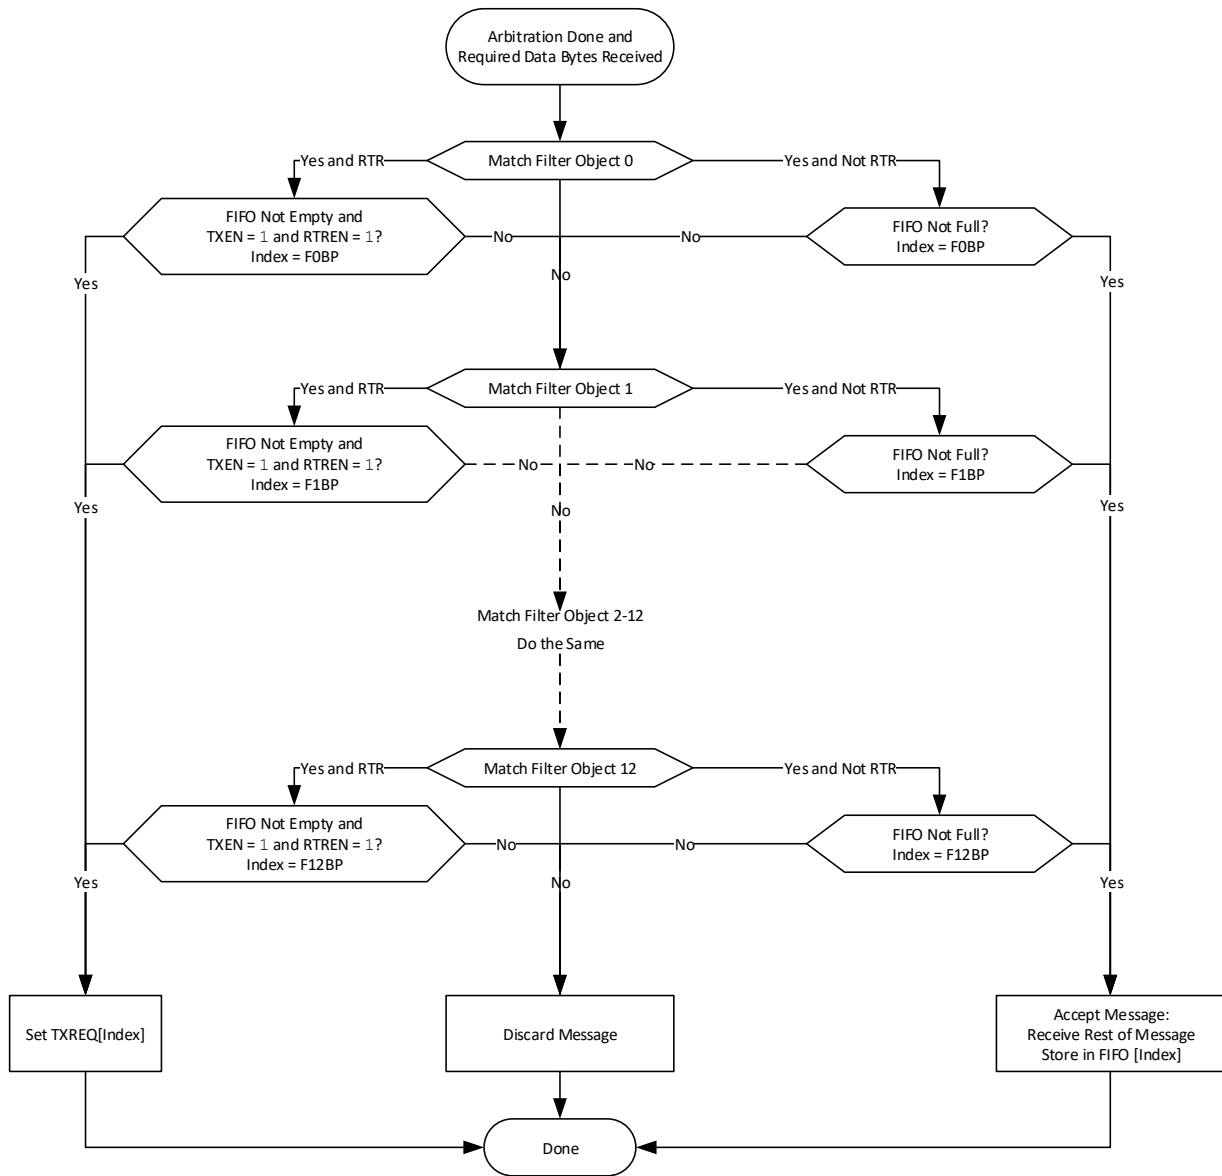 Arbitration Done and
Required Data Bytes Received
Match Filter Object 0
Yes and RTR
Yes and Not RTR
FIFO Not Empty and
TXEN = 1 and RTREN = 1?
Index = F0BP
No
No
FIFO Not Full?
Index = F0BP
Yes
No
Yes
Match Filter Object 1
Yes and RTR
Yes and Not RTR
FIFO Not Empty and
TXEN = 1 and RTREN = 1?
Index = F1BP
No
No
FIFO Not Full?
Index = F1BP
Yes
No
Yes
Match Filter Object 2-12
Do the Same
Match Filter Object 12
Yes and RTR
Yes and Not RTR
FIFO Not Empty and
TXEN = 1 and RTREN = 1?
Index = F12BP
No
No
FIFO Not Full?
Index = F12BP
Yes
No
Yes
Set TXREQ[Index]
Discard Message
Accept Message:
Receive Rest of Message
Store in FIFO [Index]
Done